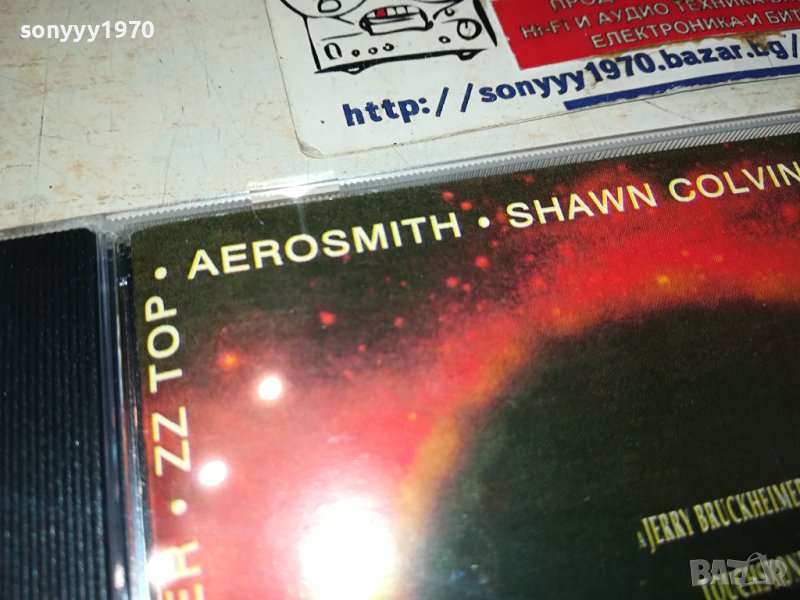 sonyyy1970
HI-FI И АУДИО ТЕХНИКА
ЕЛЕКТРОНИКА И БИТ
http://sonyyy1970.bazar.bg/
AEROSMITH • SHAWN COLVIN
ER • ZZ TOP •
A JERRY BRUCKHEIMER
BAZAR